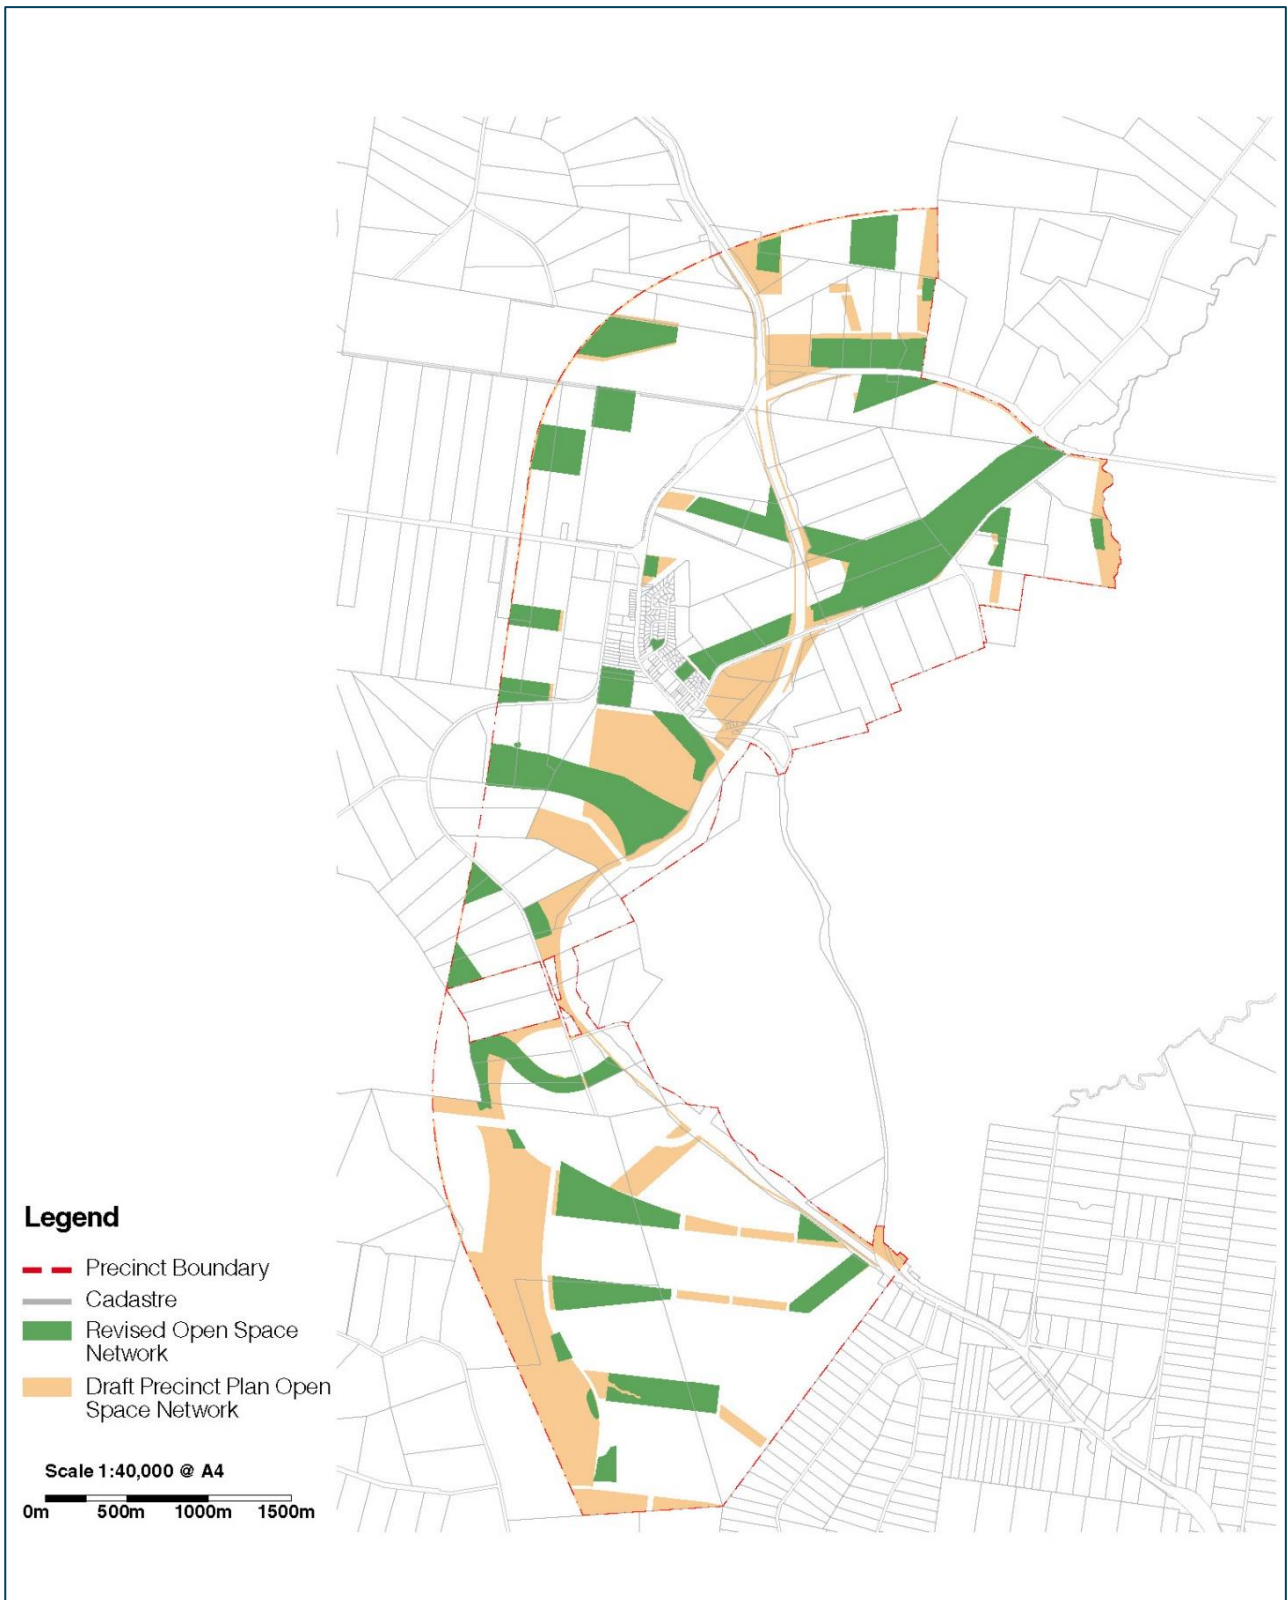 Legend
Precinct Boundary
Cadastre
Revised Open Space
Network
Draft Precinct Plan Open
Space Network
Scale 1:40,000 @ A4
0m 500m 1000m 1500m